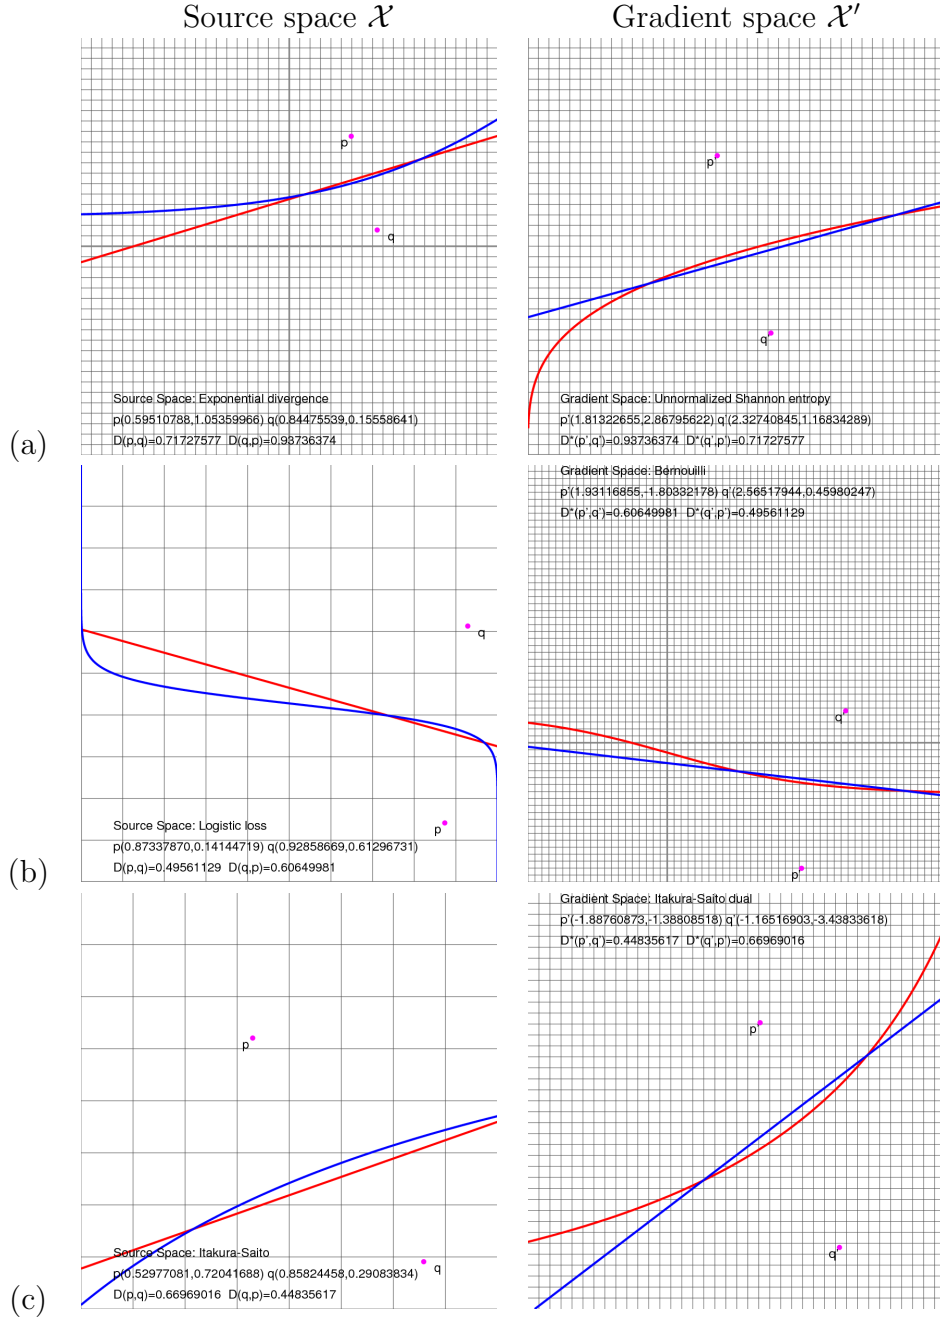 Source space 𝒳 Gradient space 𝒳′
p p'
q q'
Source Space: Exponential divergence
p(0.59510788,1.05359966) q(0.84475539,0.15558641)
D(p,q)=0.71727577 D(q,p)=0.93736374
Gradient Space: Unnormalized Shannon entropy
p'(1.81322655,2.86795622) q'(2.32740845,1.16834289)
D*(p',q')=0.93736374 D*(q',p')=0.71727577
(a)
q
p
Source Space: Logistic loss
p(0.87337870,0.14144719) q(0.92858669,0.61296731)
D(p,q)=0.49561129 D(q,p)=0.60649981
Gradient Space: Bernouilli
p'(1.93116855,-1.80332178) q'(2.56517944,0.45980247)
D*(p',q')=0.60649981 D*(q',p')=0.49561129
q'
p'
(b)
p
Source Space: Itakura-Saito
q
p(0.52977081,0.72041688) q(0.85824458,0.29083834)
D(p,q)=0.66969016 D(q,p)=0.44835617
Gradient Space: Itakura-Saito dual
p'(-1.88760873,-1.38808518) q'(-1.16516903,-3.43833618)
D*(p',q')=0.44835617 D*(q',p')=0.66969016
p'
q'
(c)